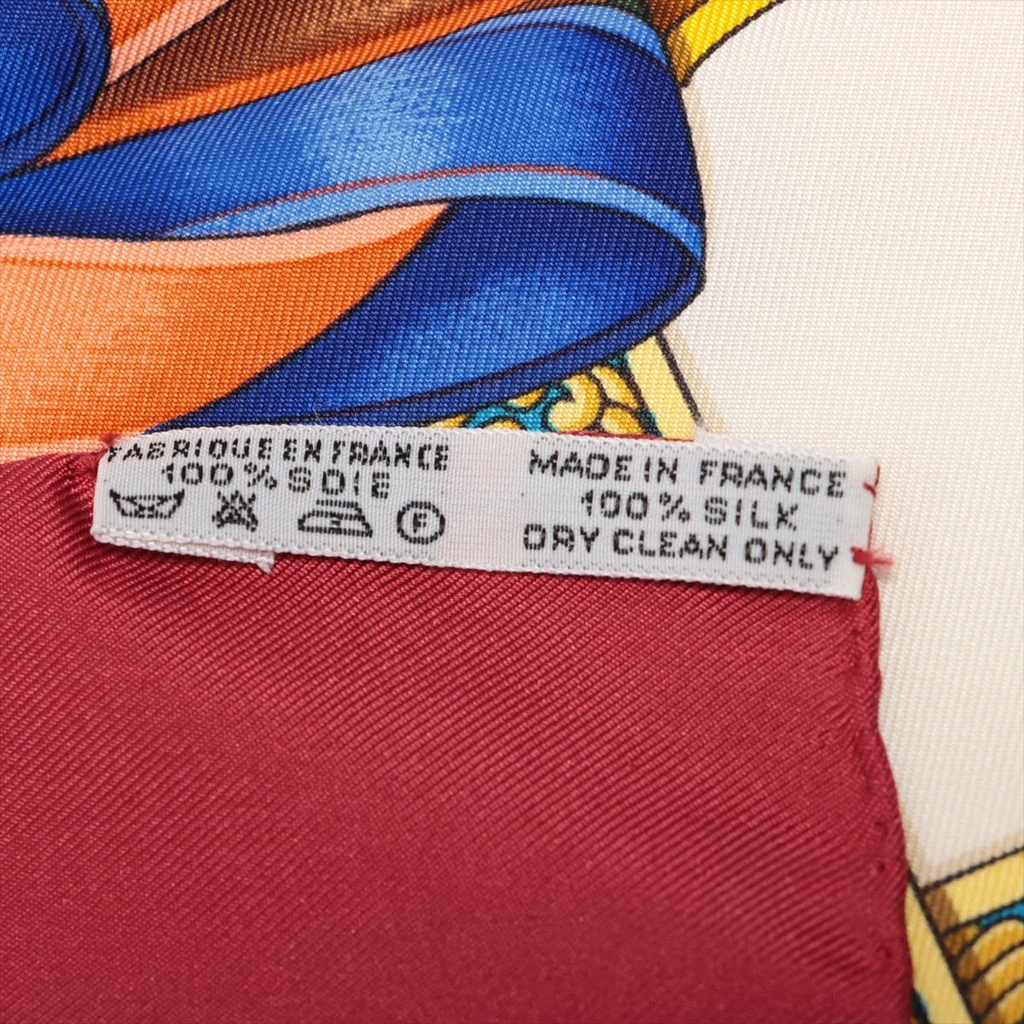 FABRIQUE EN FRANCE
100% SOIE
F
MADE IN FRANCE
100% SILK
DRY CLEAN ONLY